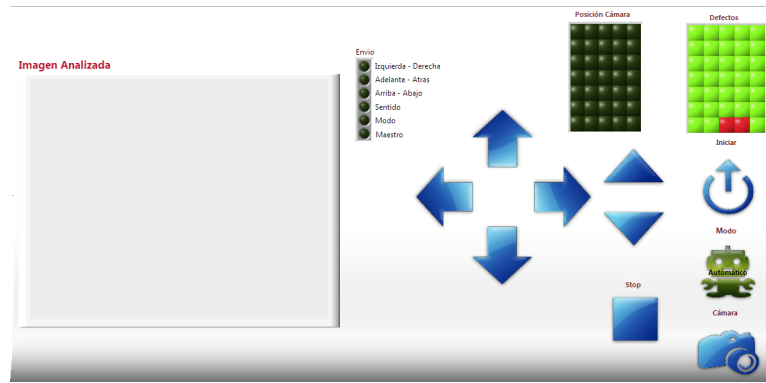 Posición Cámara
Defectos
Envio
Izquierda - Derecha
Adelante - Atras
Arriba - Abajo
Sentido
Modo
Maestro
Imagen Analizada
Iniciar
Modo
Automático
Stop
Cámara